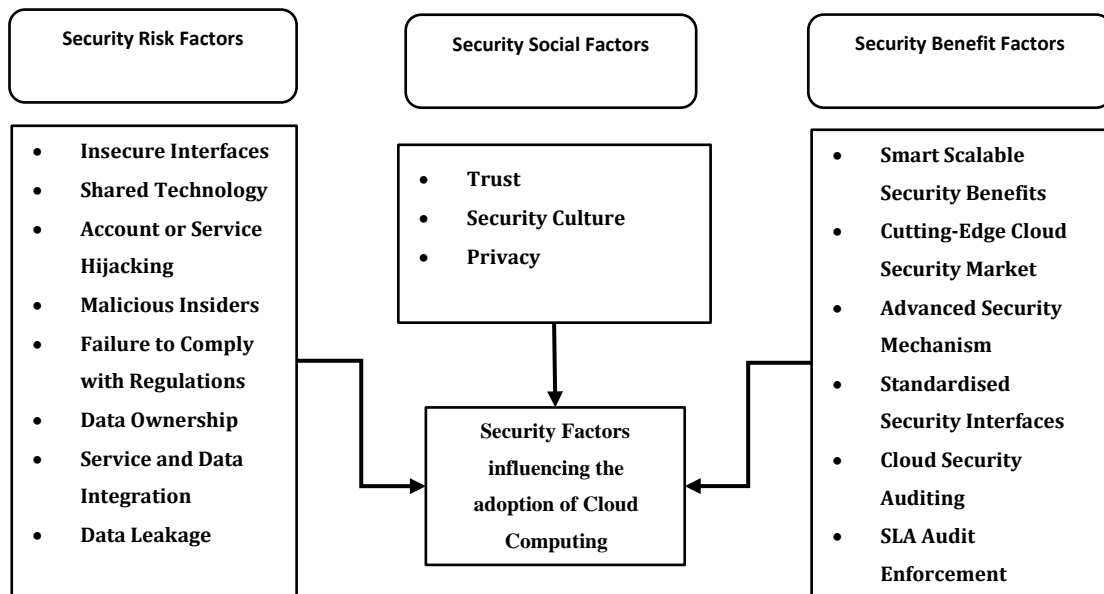 Security Risk Factors
Security Social Factors
Security Benefit Factors
• Insecure Interfaces
• Shared Technology
• Account or Service
Hijacking
• Malicious Insiders
• Failure to Comply
with Regulations
• Data Ownership
• Service and Data
Integration
• Data Leakage
• Trust
• Security Culture
• Privacy
Security Factors
influencing the
adoption of Cloud
Computing
• Smart Scalable
Security Benefits
• Cutting-Edge Cloud
Security Market
• Advanced Security
Mechanism
• Standardised
Security Interfaces
• Cloud Security
Auditing
• SLA Audit
Enforcement